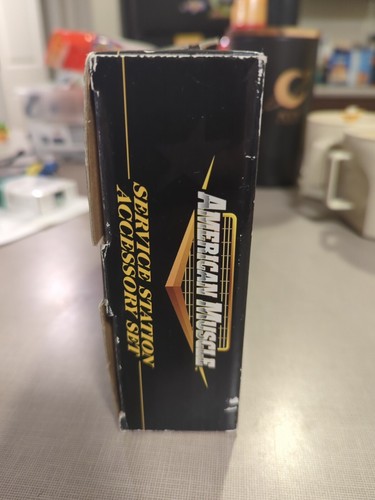 AMERICAN MUSCLE
SERVICE STATION
ACCESSORY SET